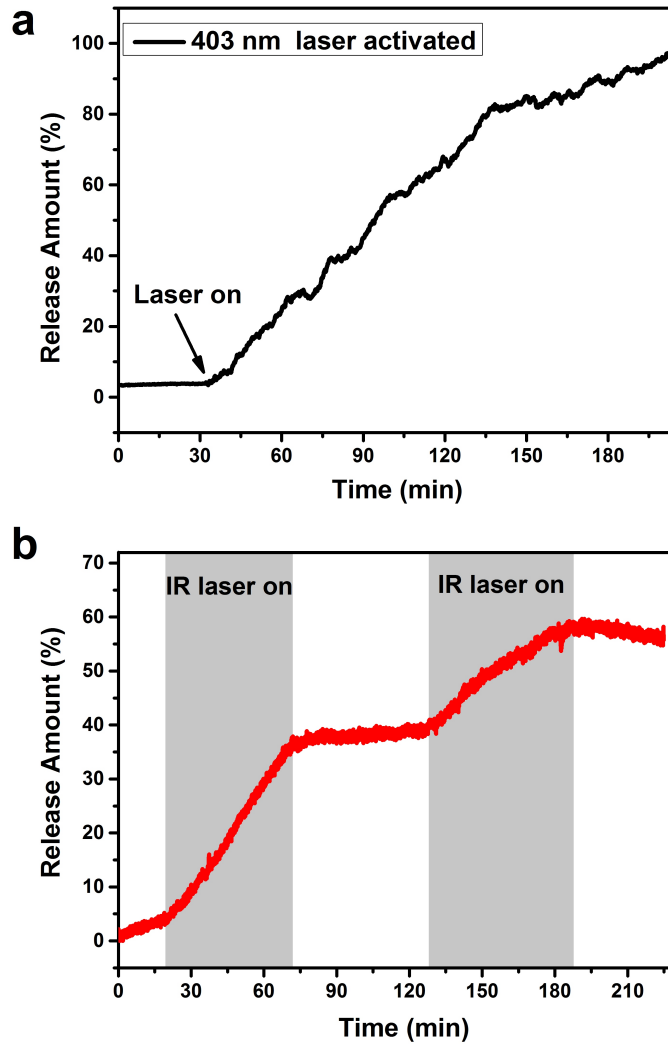 a
403 nm laser activated
100
80
60
40
20
0
Release Amount (%)
Laser on
0 30 60 90 120 150 180
Time (min)
b
IR laser on IR laser on
70
60
50
40
30
20
10
0
Release Amount (%)
0 30 60 90 120 150 180 210
Time (min)